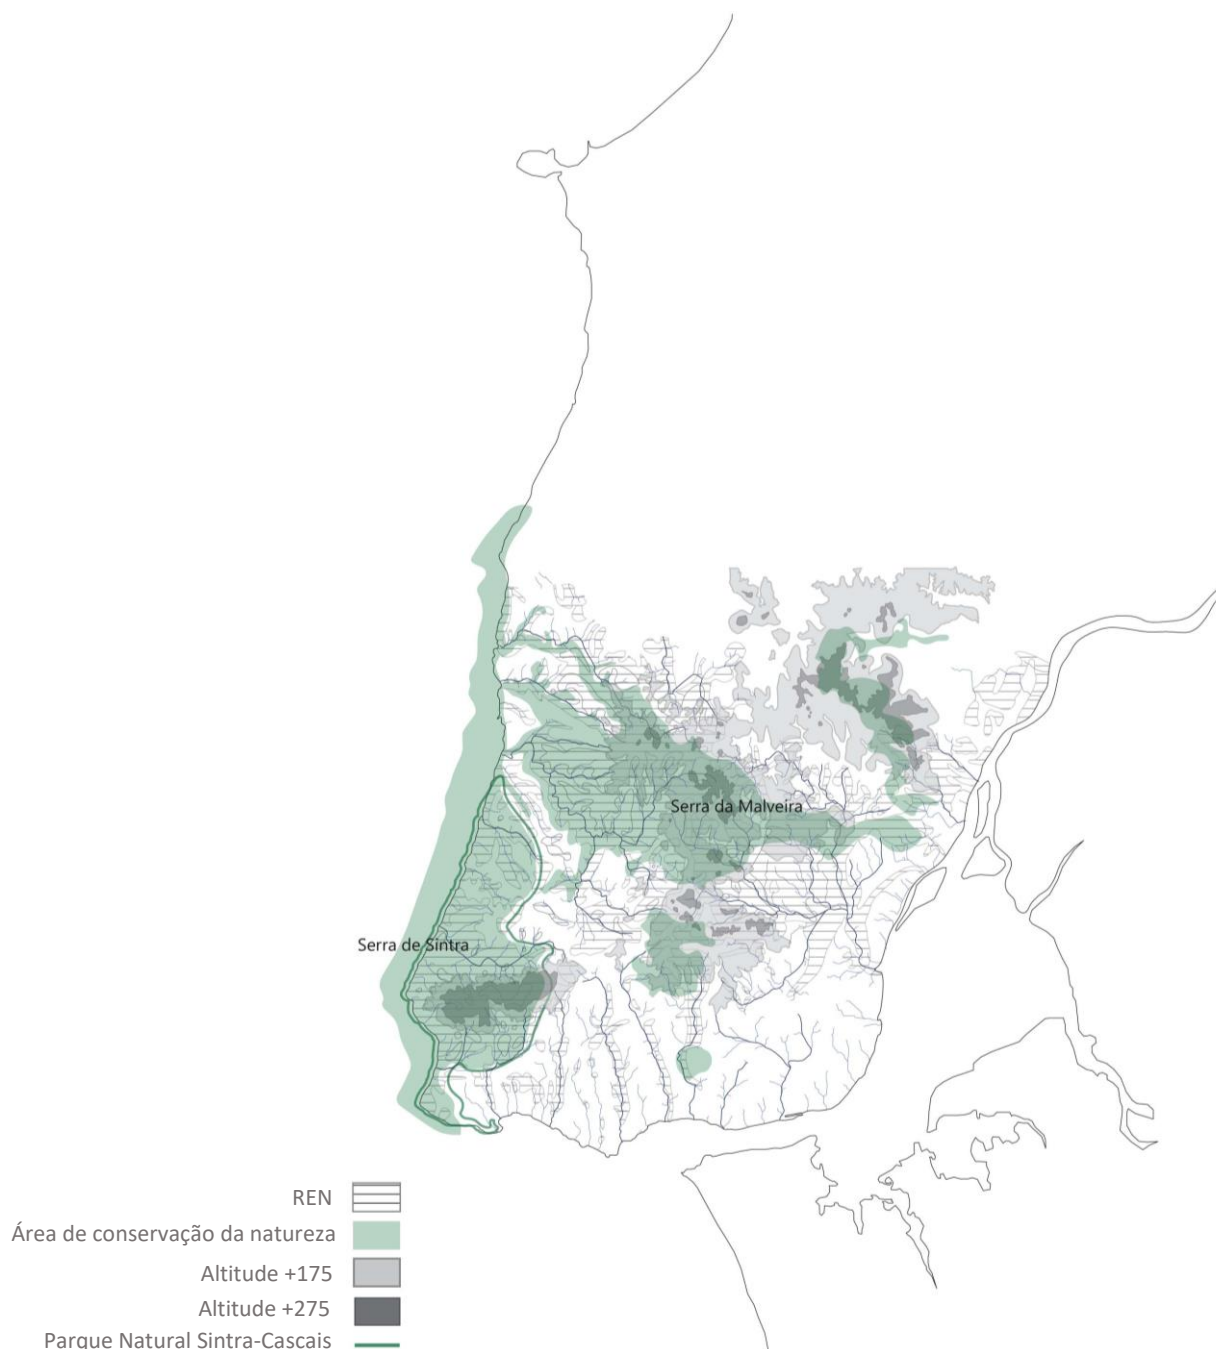 Serra da Malveira
Serra de Sintra
REN
Área de conservação da natureza
Altitude +175
Altitude +275
Parque Natural Sintra-Cascais